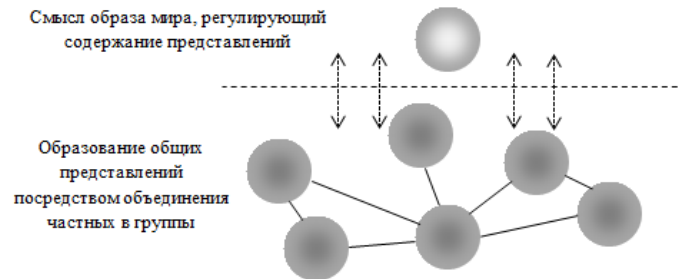 Смысл образа мира, регулирующий
содержание представлений
Образование общих
представлений
посредством объединения
частных в группы